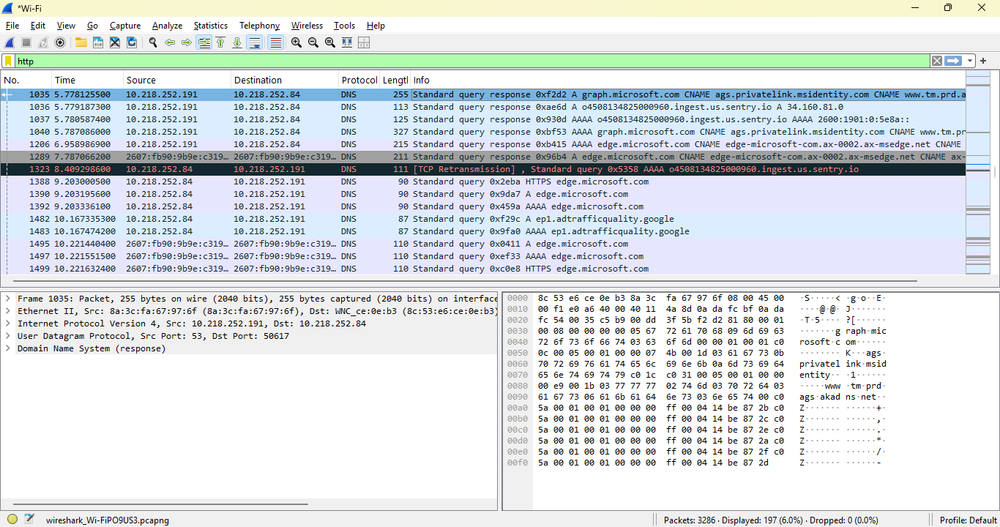 *Wi-Fi
File Edit View Go Capture Analyze Statistics Telephony Wireless Tools Help
http
No. Time Source Destination Protocol Lengtl Info
1035 5.778125500 10.218.252.191 10.218.252.84 DNS 255 Standard query response 0xf2d2 A graph.microsoft.com CNAME ags.privatelink.msidentity.com CNAME www.tm.prd.a
1036 5.779187300 10.218.252.191 10.218.252.84 DNS 113 Standard query response 0xae6d A o4508134825000960.ingest.us.sentry.io A 34.160.81.0
1037 5.780587400 10.218.252.191 10.218.252.84 DNS 125 Standard query response 0x930d AAAA o4508134825000960.ingest.us.sentry.io AAAA 2600:1901:0:5e8a::
1040 5.787086000 10.218.252.191 10.218.252.84 DNS 327 Standard query response 0xbf53 AAAA graph.microsoft.com CNAME ags.privatelink.msidentity.com CNAME www.tm.pr
1206 6.958986900 10.218.252.191 10.218.252.84 DNS 215 Standard query response 0xb415 AAAA edge.microsoft.com CNAME edge-microsoft-com.ax-0002.ax-msedge.net CNAME
1289 7.787066200 2607:fb90:9b9e:c319… 2607:fb90:9b9e:c319… DNS 211 Standard query response 0x96b4 A edge.microsoft.com CNAME edge-microsoft-com.ax-0002.ax-msedge.net CNAME ax-
1323 8.409298600 10.218.252.84 10.218.252.191 DNS 111 [TCP Retransmission] , Standard query 0x5358 AAAA o4508134825000960.ingest.us.sentry.io
1388 9.203000500 10.218.252.84 10.218.252.191 DNS 90 Standard query 0x2eba HTTPS edge.microsoft.com
1390 9.203195600 10.218.252.84 10.218.252.191 DNS 90 Standard query 0x9da7 A edge.microsoft.com
1392 9.203336100 10.218.252.84 10.218.252.191 DNS 90 Standard query 0x459a AAAA edge.microsoft.com
1482 10.167335300 10.218.252.84 10.218.252.191 DNS 87 Standard query 0xf29c A ep1.adtrafficquality.google
1483 10.167474200 10.218.252.84 10.218.252.191 DNS 87 Standard query 0x9fa0 AAAA ep1.adtrafficquality.google
1495 10.221440400 2607:fb90:9b9e:c319… 2607:fb90:9b9e:c319… DNS 110 Standard query 0x0411 A edge.microsoft.com
1497 10.221551500 2607:fb90:9b9e:c319… 2607:fb90:9b9e:c319… DNS 110 Standard query 0xef33 AAAA edge.microsoft.com
1499 10.221632400 2607:fb90:9b9e:c319… 2607:fb90:9b9e:c319… DNS 110 Standard query 0xc0e8 HTTPS edge.microsoft.com
Frame 1035: Packet, 255 bytes on wire (2040 bits), 255 bytes captured (2040 bits) on interface
Ethernet II, Src: 8a:3c:fa:67:97:6f (8a:3c:fa:67:97:6f), Dst: WNC_ce:0e:b3 (8c:53:e6:ce:0e:b3)
Internet Protocol Version 4, Src: 10.218.252.191, Dst: 10.218.252.84
User Datagram Protocol, Src Port: 53, Dst Port: 50617
Domain Name System (response)
0000 8c 53 e6 ce 0e b3 8a 3c fa 67 97 6f 08 00 45 00 ·S·····< ·g·o··E·
0010 00 f1 e0 a6 40 00 40 11 4a 8d 0a da fc bf 0a da ····@·@· J·······
0020 fc 54 00 35 c5 b9 00 dd 3f 5b f2 d2 81 80 00 01 ·T·5···· ?[······
0030 00 08 00 00 00 00 05 67 72 61 70 68 09 6d 69 63 ·······g raph·mic
0040 72 6f 73 6f 66 74 03 63 6f 6d 00 00 01 00 01 c0 rosoft·c om······
0050 0c 00 05 00 01 00 00 07 4b 00 1d 03 61 67 73 0b ········ K···ags·
0060 70 72 69 76 61 74 65 6c 69 6e 6b 0a 6d 73 69 64 privatel ink·msid
0070 65 6e 74 69 74 79 c0 1c c0 31 00 05 00 01 00 00 entity·· ·1······
0080 00 e9 00 1b 03 77 77 77 02 74 6d 03 70 72 64 03 ·····www ·tm·prd·
0090 61 67 73 06 61 6b 61 64 6e 73 03 6e 65 74 00 c0 ags·akad ns·net··
00a0 5a 00 01 00 01 00 00 00 ff 00 04 14 be 87 2b c0 Z······· ······+·
00b0 5a 00 01 00 01 00 00 00 ff 00 04 14 be 87 2c c0 Z······· ······,·
00c0 5a 00 01 00 01 00 00 00 ff 00 04 14 be 87 2e c0 Z······· ······.·
00d0 5a 00 01 00 01 00 00 00 ff 00 04 14 be 87 2a c0 Z······· ······*·
00e0 5a 00 01 00 01 00 00 00 ff 00 04 14 be 87 2f c0 Z······· ······/·
00f0 5a 00 01 00 01 00 00 00 ff 00 04 14 be 87 2d Z······· ······-
wireshark_Wi-FiPO9US3.pcapng
Packets: 3286 · Displayed: 197 (6.0%) · Dropped: 0 (0.0%)
Profile: Default